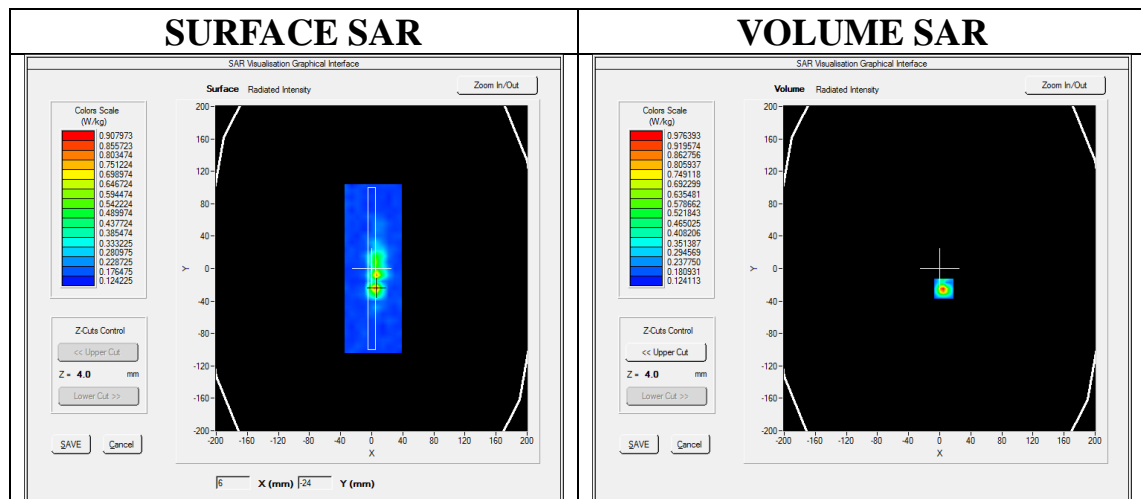 SURFACE SAR
VOLUME SAR
SAR Visualisation Graphical Interface
Surface Radiated Intensity
Zoom In/Out
Colors Scale
(W/kg)
0.907973
0.855723
0.803474
0.751224
0.698974
0.646724
0.594474
0.542224
0.489974
0.437724
0.385474
0.333225
0.280975
0.228725
0.176475
0.124225
200
160
120
80
40
0
-40
-80
-120
-160
-200
Y
-200 -160 -120 -80 -40 0 40 80 120 160 200
X
Z-Cuts Control
<< Upper Cut
Z = 4.0 mm
Lower Cut >>
SAVE Cancel
6 X (mm) -24 Y (mm)
SAR Visualisation Graphical Interface
Volume Radiated Intensity
Zoom In/Out
Colors Scale
(W/kg)
0.976393
0.919574
0.862756
0.805937
0.749118
0.692299
0.635481
0.578662
0.521843
0.465025
0.408206
0.351387
0.294569
0.237750
0.180931
0.124113
200
160
120
80
40
0
-40
-80
-120
-160
-200
Y
-200 -160 -120 -80 -40 0 40 80 120 160 200
X
Z-Cuts Control
<< Upper Cut
Z = 4.0 mm
Lower Cut >>
SAVE Cancel